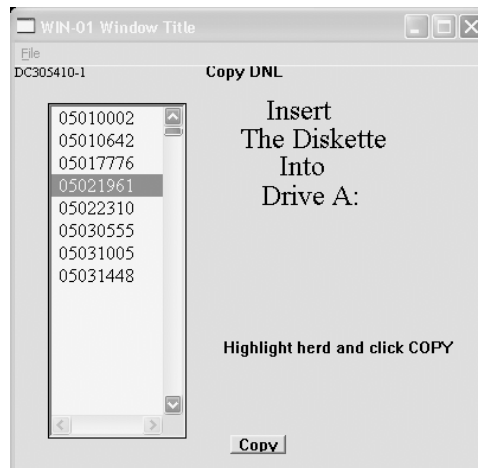 WIN-01 Window Title
File
DC305410-1
Copy DNL
05010002
05010642
05017776
05021961
05022310
05030555
05031005
05031448
Insert
The Diskette
Into
Drive A:
Highlight herd and click COPY
Copy